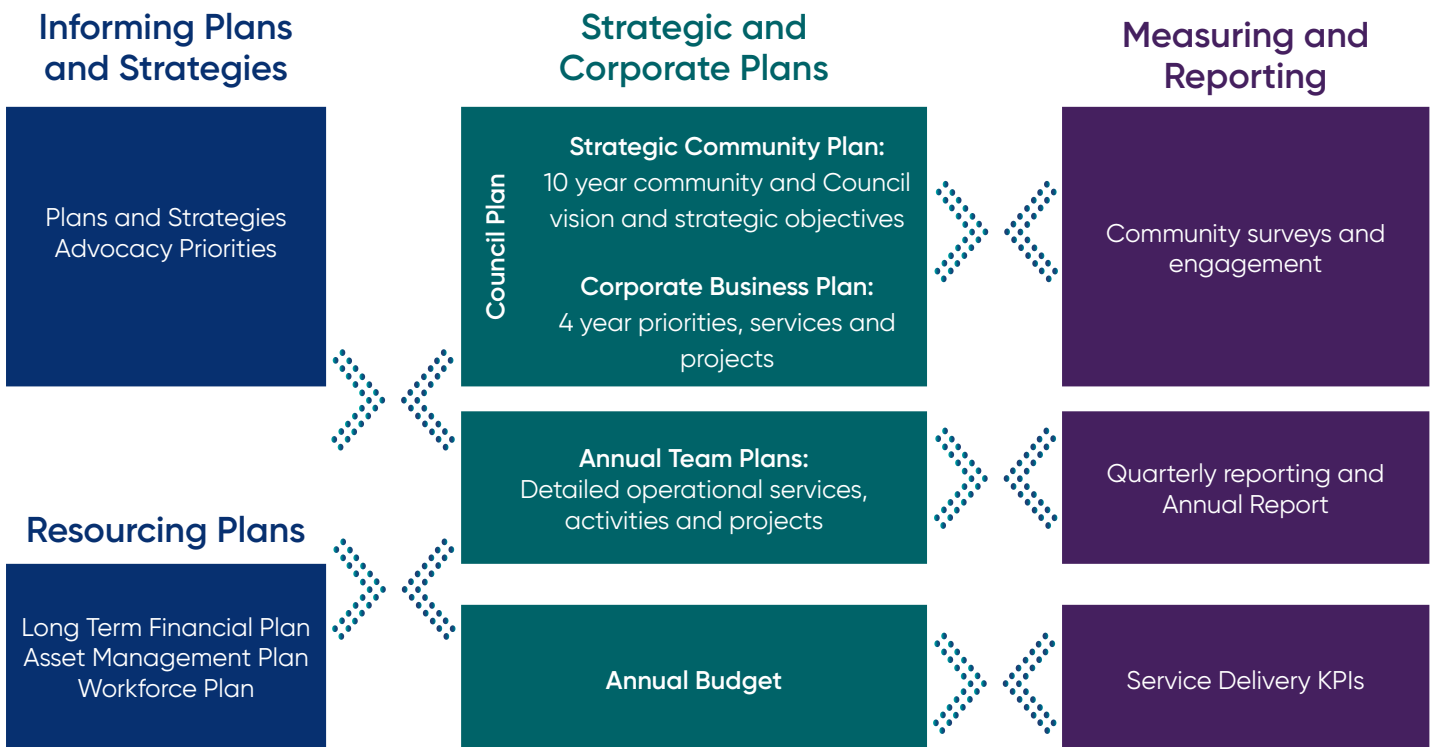 Informing Plans
and Strategies
Plans and Strategies
Advocacy Priorities
Resourcing Plans
Long Term Financial Plan
Asset Management Plan
Workforce Plan
Strategic and
Corporate Plans
Council Plan
Strategic Community Plan:
10 year community and Council
vision and strategic objectives
Corporate Business Plan:
4 year priorities, services and
projects
Annual Team Plans:
Detailed operational services,
activities and projects
Annual Budget
Measuring and
Reporting
Community surveys and
engagement
Quarterly reporting and
Annual Report
Service Delivery KPIs